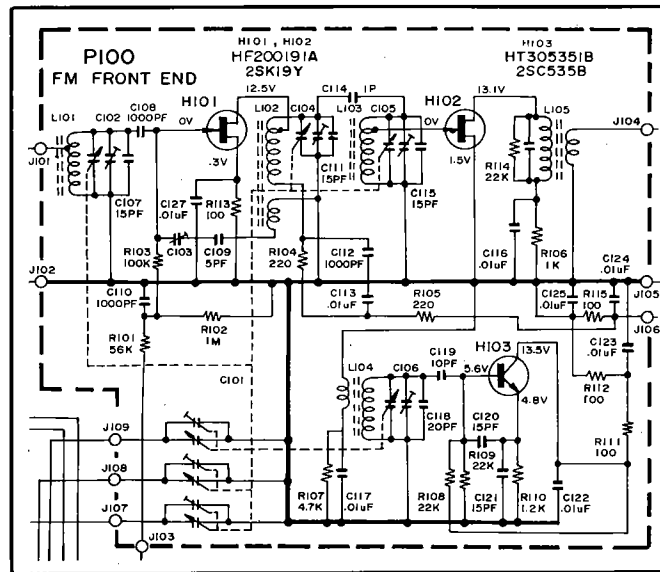 H101 , H102
P100
FM FRONT END
HF200191A
2SK19Y
H103
HT305351B
2SC535B
12.5V
C114
1P
13.1V
H101
L102
C104
L103
C105
H102
L101
C102
C108
1000PF
0V
0V
L105
J104
J101
.3V
1.5V
C111
15PF
R114
22K
C107
15PF
C127
.01uF
R113
100
C115
15PF
R103
100K
C103
C109
5PF
R104
220
C112
1000PF
C116
.01uF
R106
1K
C124
.01uF
J102
J105
C110
1000PF
C113
.01uF
R105
220
C125
.01uF
R115
100
J106
R101
56K
R102
1M
C123
.01uF
C101
L104
C106
C119
10PF
H103
13.5V
5.6V
R112
100
4.8V
J109
C118
20PF
C120
15PF
R109
22K
R111
100
J108
R107
4.7K
C117
.01uF
R108
22K
C121
15PF
R110
1.2K
C122
.01uF
J107
J103